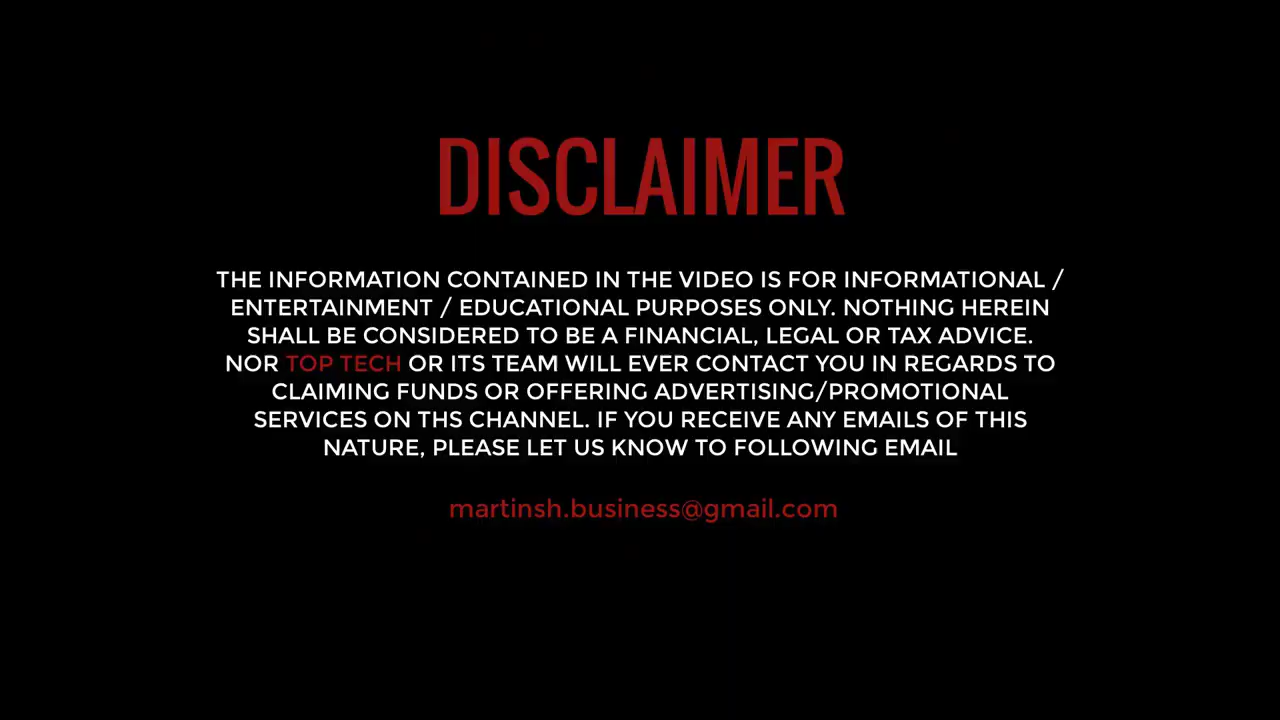 DISCLAIMER
THE INFORMATION CONTAINED IN THE VIDEO IS FOR INFORMATIONAL /
ENTERTAINMENT / EDUCATIONAL PURPOSES ONLY. NOTHING HEREIN
SHALL BE CONSIDERED TO BE A FINANCIAL, LEGAL OR TAX ADVICE.
NOR TOP TECH OR ITS TEAM WILL EVER CONTACT YOU IN REGARDS TO
CLAIMING FUNDS OR OFFERING ADVERTISING/PROMOTIONAL
SERVICES ON THS CHANNEL. IF YOU RECEIVE ANY EMAILS OF THIS
NATURE, PLEASE LET US KNOW TO FOLLOWING EMAIL
martinsh.business@gmail.com